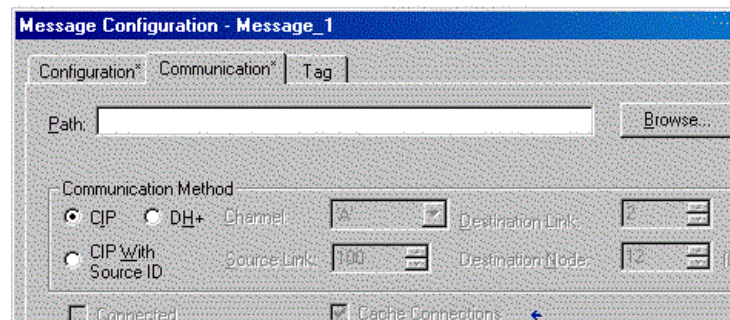 Message Configuration - Message_1
Configuration* Communication* Tag
Path: Browse...
Communication Method
CIP DH+ Channel: 'A' Destination Link: 2
CIP With
Source ID
Source Link: 100 Destination Node: 12
Connected Cache Connections